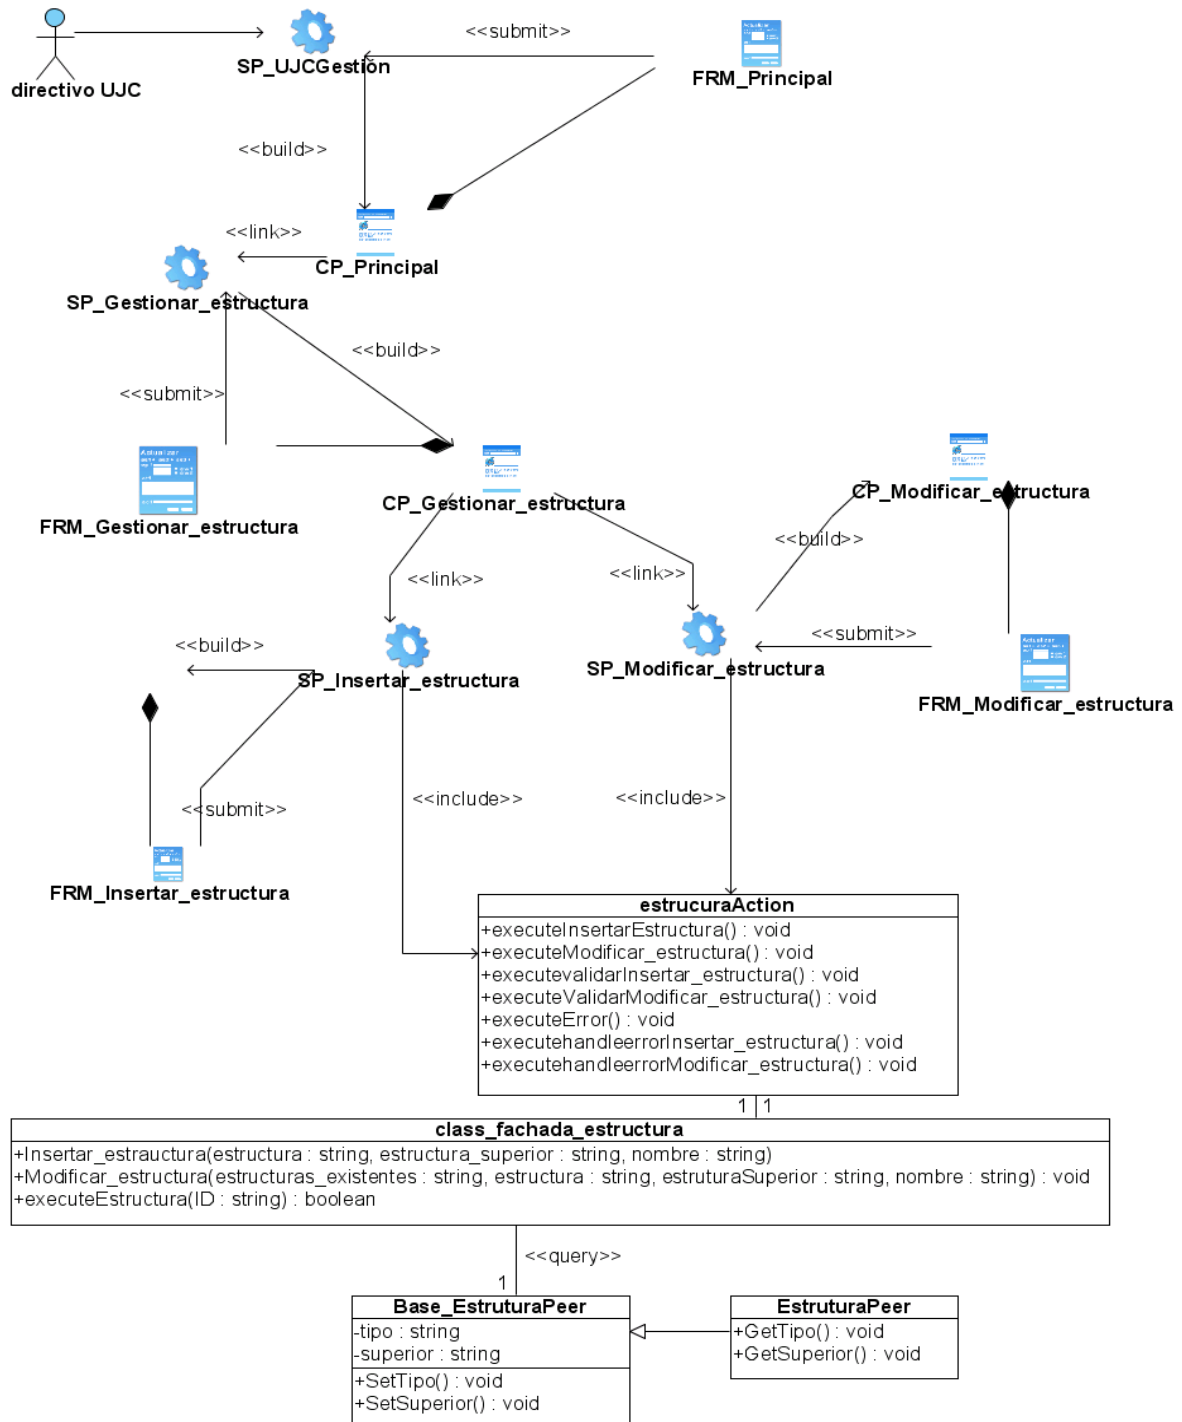 <<submit>>
SP_UJCGestión
FRM_Principal
directivo UJC
<<build>>
<<link>>
CP_Principal
SP_Gestionar_estructura
<<build>>
<<submit>>
Actualizar
CP_Gestionar_estructura
CP_Modificar_estructura
FRM_Gestionar_estructura
<<build>>
<<link>>
<<link>>
<<submit>>
<<build>>
SP_Insertar_estructura
SP_Modificar_estructura
FRM_Modificar_estructura
<<include>>
<<include>>
<<submit>>
FRM_Insertar_estructura
estrucuraAction
+executeInsertarEstructura() : void
+executeModificar_estructura() : void
+executevalidarInsertar_estructura() : void
+executeValidarModificar_estructura() : void
+executeError() : void
+executehandleerrorInsertar_estructura() : void
+executehandleerrorModificar_estructura() : void
1 1
class_fachada_estructura
+Insertar_estrauctura(estructura : string, estructura_superior : string, nombre : string)
+Modificar_estructura(estructuras_existentes : string, estructura : string, estruturaSuperior : string, nombre : string) : void
+executeEstructura(ID : string) : boolean
<<query>>
1
Base_EstruturaPeer
-tipo : string
-superior : string
+SetTipo() : void
+SetSuperior() : void
EstruturaPeer
+GetTipo() : void
+GetSuperior() : void